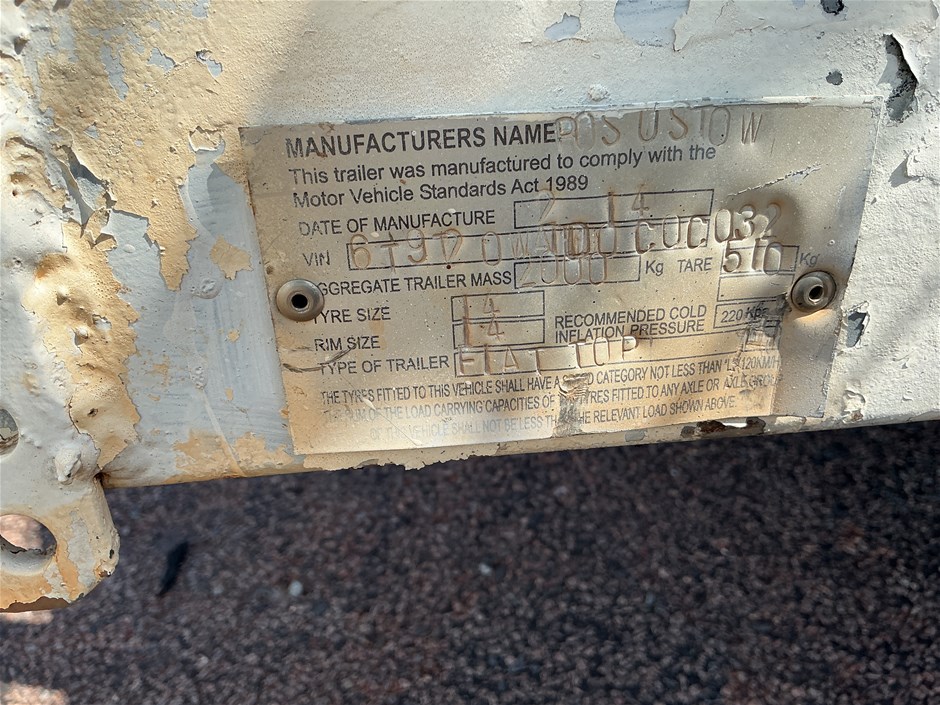 MANUFACTURERS NAME
This trailer was manufactured to comply with the
Motor Vehicle Standards Act 1989
DATE OF MANUFACTURE 2 14
VIN
AGGREGATE TRAILER MASS 2000 Kg TARE 510 Kg
TYRE SIZE 14
RIM SIZE 14
RECOMMENDED COLD
INFLATION PRESSURE 220 Kpa
TYPE OF TRAILER FLAT TOP
THE TYRES FITTED TO THIS VEHICLE SHALL HAVE A CATEGORY NOT LESS THAN "L" 120KM/H
THE SUM OF THE LOAD CARRYING CAPACITIES OF TYRES FITTED TO ANY AXLE OR AXLE GROUP
OF THE VEHICLE SHALL NOT BE LESS THAN THE RELEVANT LOAD SHOWN ABOVE.